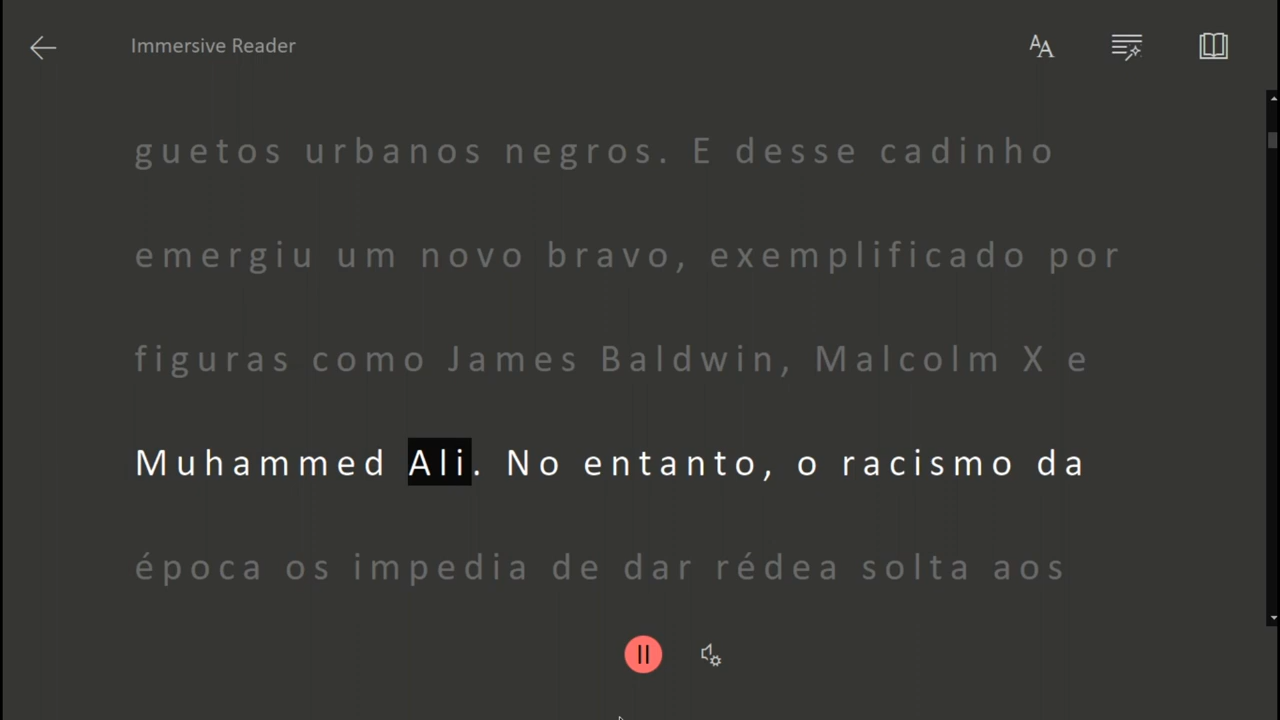 Immersive Reader
guetos urbanos negros. E desse cadinho
emergiu um novo bravo, exemplificado por
figuras como James Baldwin, Malcolm X e
Muhammed Ali. No entanto, o racismo da
época os impedia de dar rédea solta aos